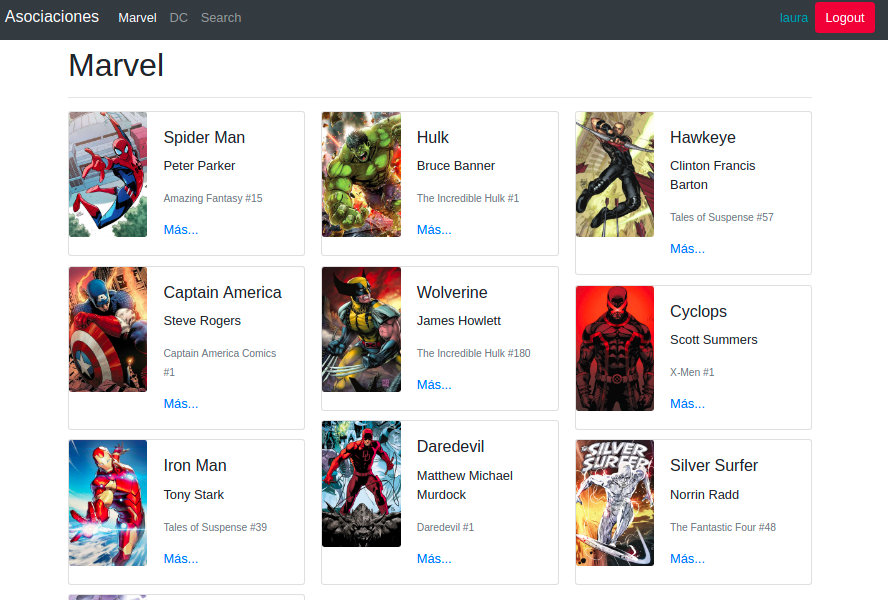 Asociaciones Marvel DC Search laura Logout
Marvel
Spider Man
Peter Parker
Amazing Fantasy #15
Más...
Captain America
Steve Rogers
Captain America Comics
#1
Más...
Iron Man
Tony Stark
Tales of Suspense #39
Más...
Hulk
Bruce Banner
The Incredible Hulk #1
Más...
Wolverine
James Howlett
The Incredible Hulk #180
Más...
Daredevil
Matthew Michael
Murdock
Daredevil #1
Más...
Hawkeye
Clinton Francis
Barton
Tales of Suspense #57
Más...
Cyclops
Scott Summers
X-Men #1
Más...
SILVER
SURFER
Silver Surfer
Norrin Radd
The Fantastic Four #48
Más...